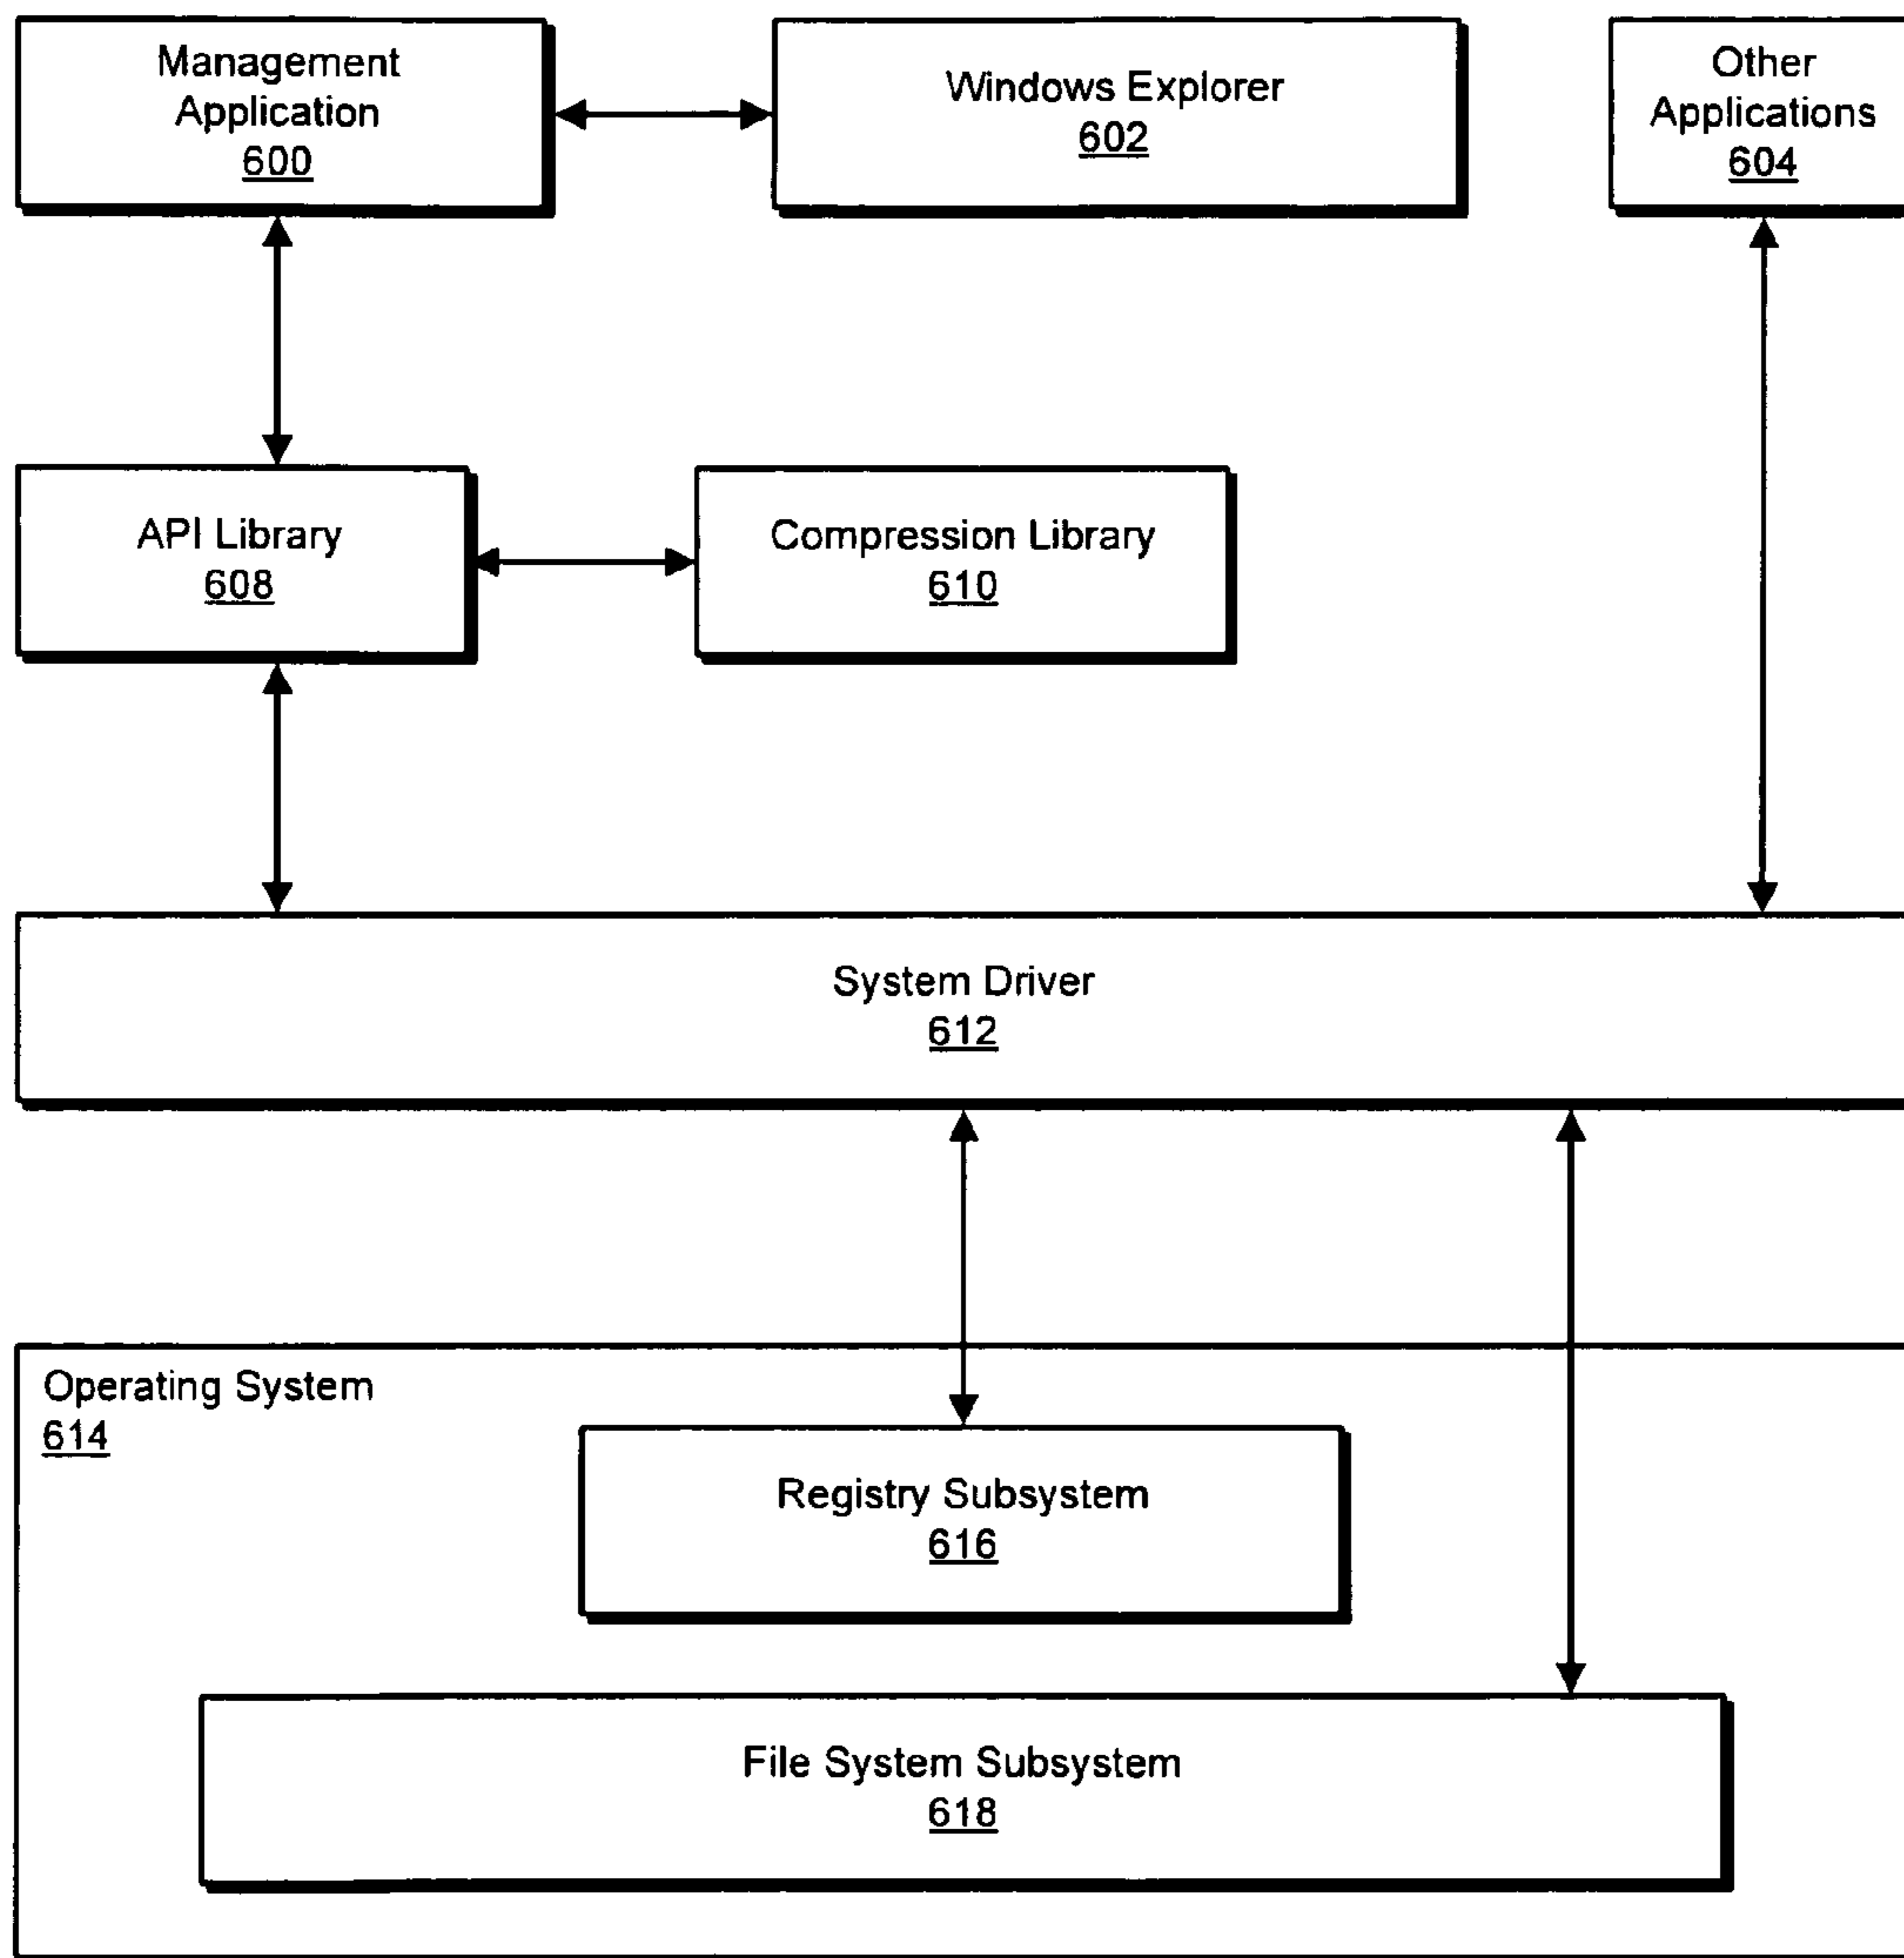 Management
Application
600
Windows Explorer
602
Other
Applications
604
API Library
608
Compression Library
610
System Driver
612
Operating System
614
Registry Subsystem
616
File System Subsystem
618